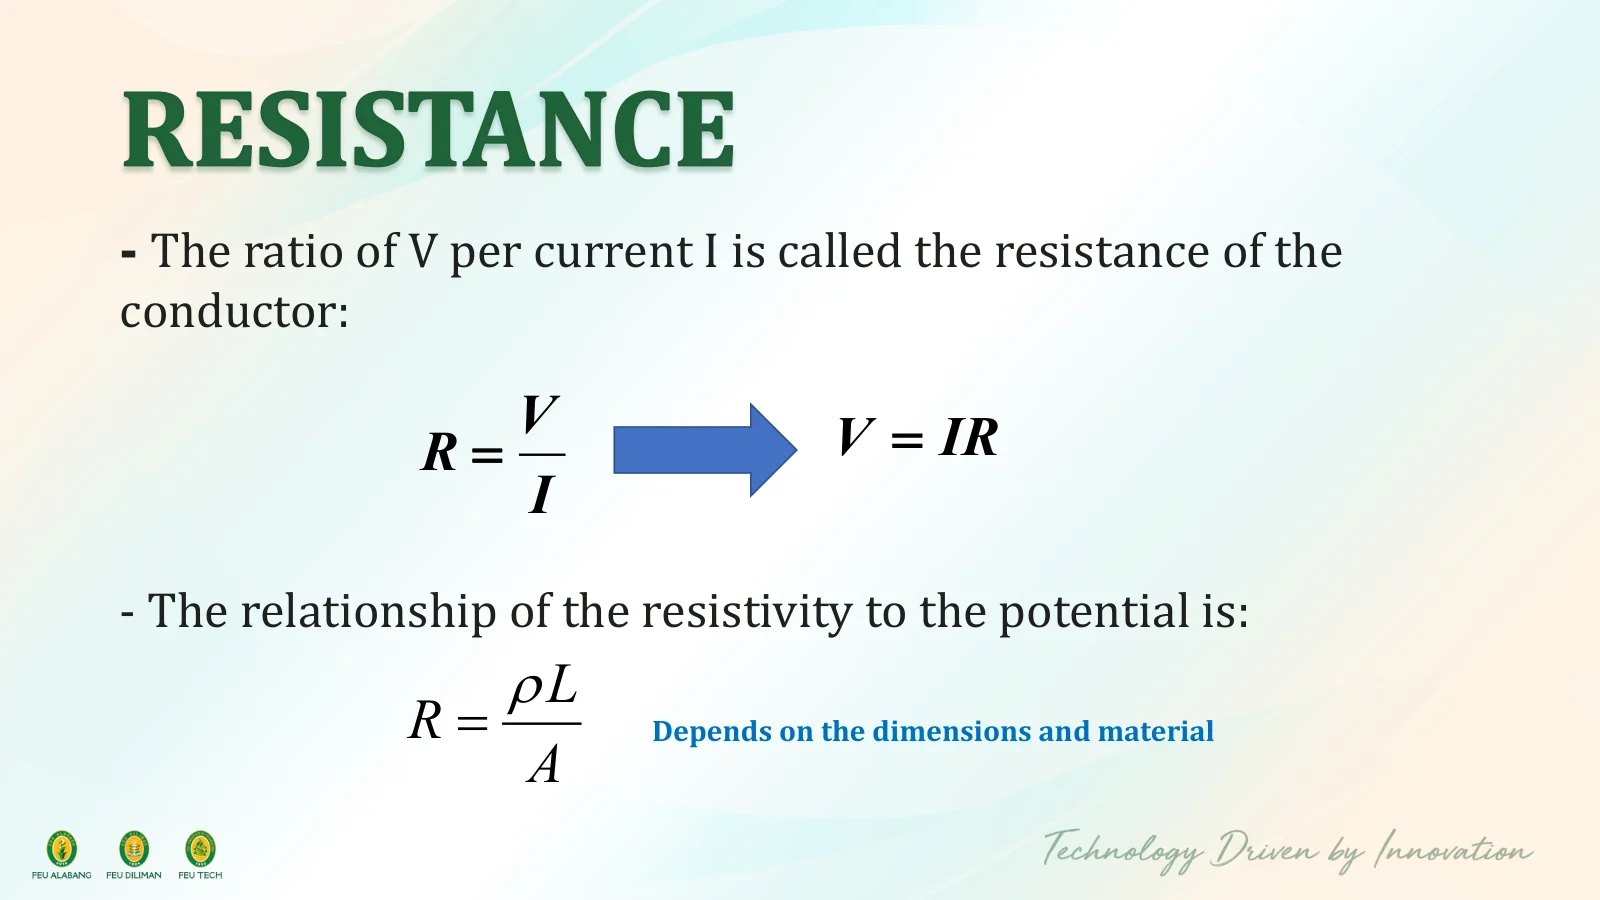 RESISTANCE
- The ratio of V per current I is called the resistance of the
conductor:
R = V / I
V = IR
- The relationship of the resistivity to the potential is:
R = ρL / A
Depends on the dimensions and material
FEU ALABANG
FEU DILIMAN
FEU TECH
Technology Driven by Innovation